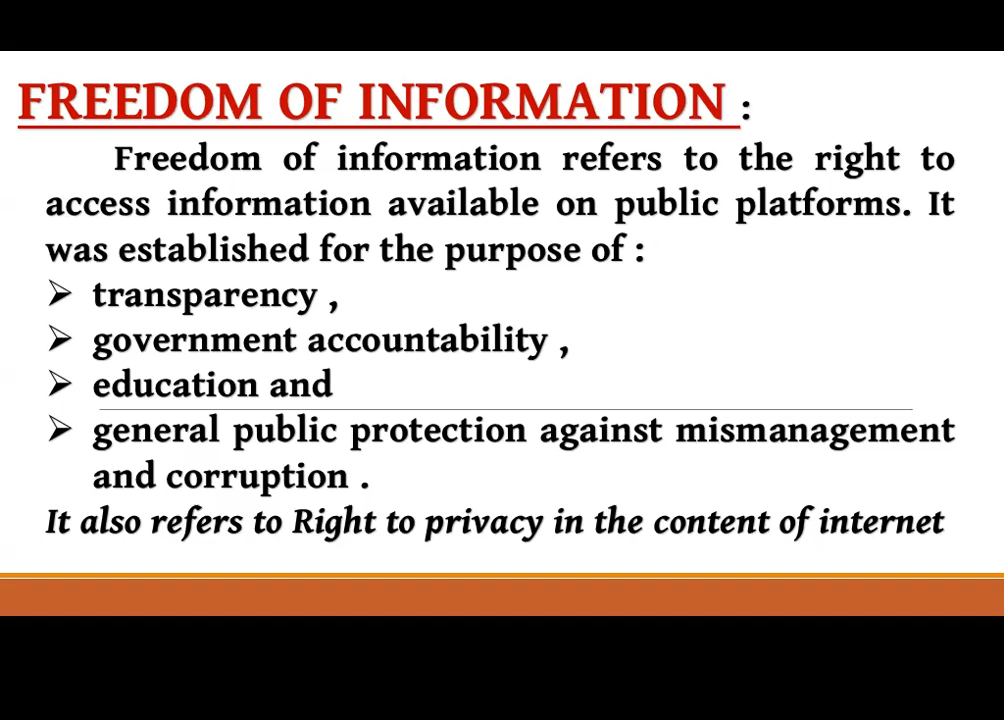 FREEDOM OF INFORMATION :
Freedom of information refers to the right to
access information available on public platforms. It
was established for the purpose of :
➢ transparency ,
➢ government accountability ,
➢ education and
➢ general public protection against mismanagement
and corruption .
It also refers to Right to privacy in the content of internet